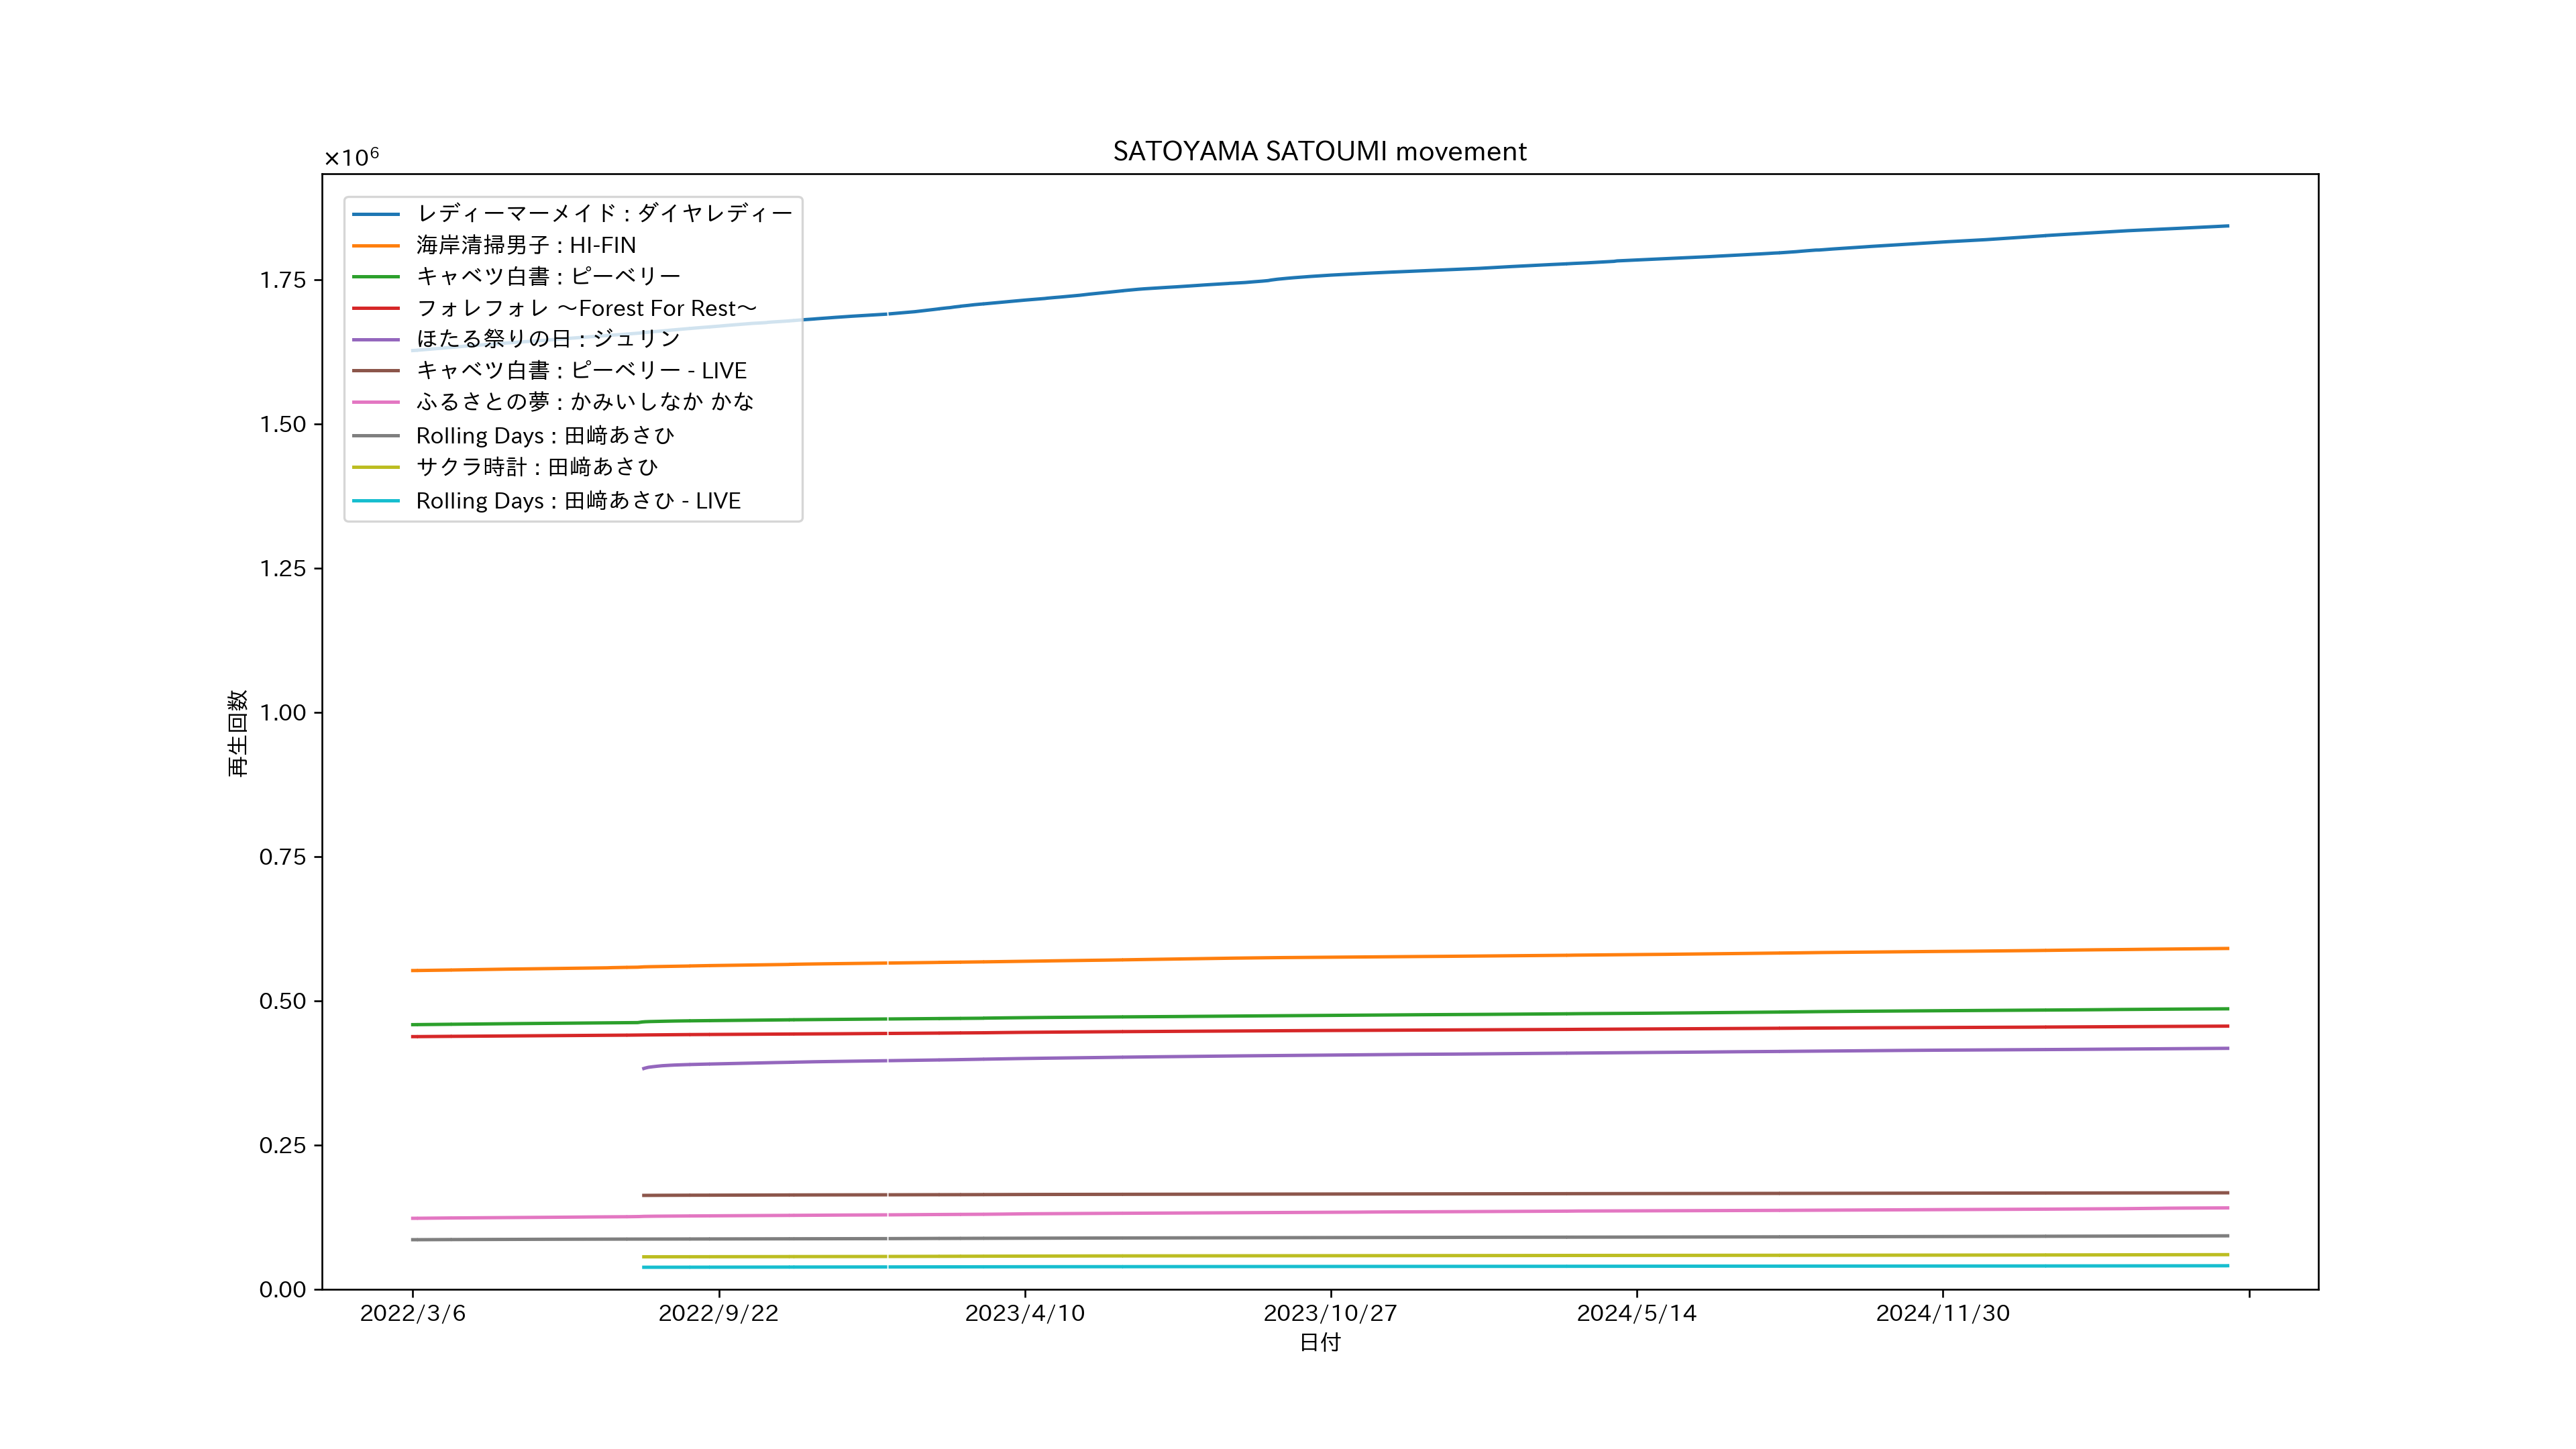 SATOYAMA SATOUMI movement
×10⁶
レディーマーメイド : ダイヤレディー
海岸清掃男子 : HI-FIN
キャベツ白書 : ピーベリー
フォレフォレ ～Forest For Rest～
ほたる祭りの日 : ジュリン
キャベツ白書 : ピーベリー - LIVE
ふるさとの夢 : かみいしなか かな
Rolling Days : 田﨑あさひ
サクラ時計 : 田﨑あさひ
Rolling Days : 田﨑あさひ - LIVE
1.75
1.50
1.25
1.00
0.75
0.50
0.25
0.00
再生回数
2022/3/6 2022/9/22 2023/4/10 2023/10/27 2024/5/14 2024/11/30
日付